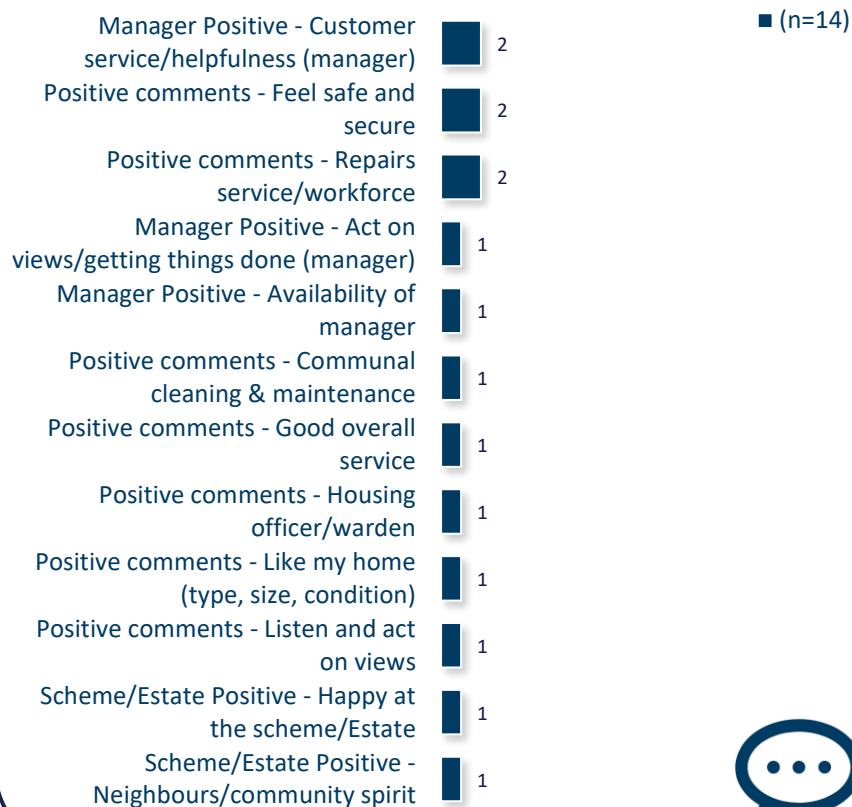 Manager Positive - Customer
service/helpfulness (manager)
2
■ (n=14)
Positive comments - Feel safe and
secure
2
Positive comments - Repairs
service/workforce
2
Manager Positive - Act on
views/getting things done (manager)
1
Manager Positive - Availability of
manager
1
Positive comments - Communal
cleaning & maintenance
1
Positive comments - Good overall
service
1
Positive comments - Housing
officer/warden
1
Positive comments - Like my home
(type, size, condition)
1
Positive comments - Listen and act
on views
1
Scheme/Estate Positive - Happy at
the scheme/Estate
1
Scheme/Estate Positive -
Neighbours/community spirit
1